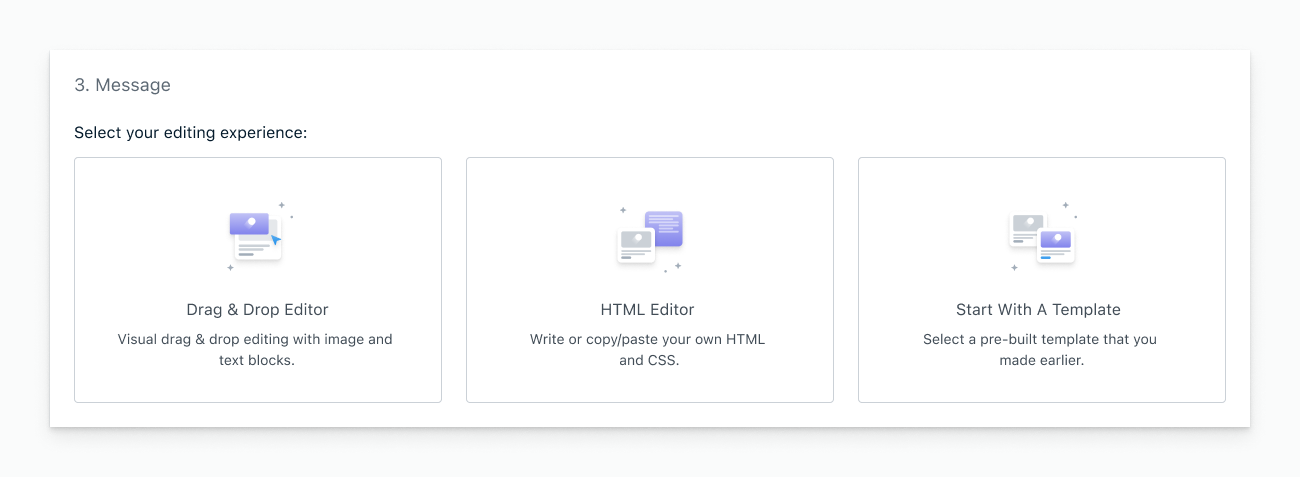 3. Message
Select your editing experience:
Drag & Drop Editor
Visual drag & drop editing with image and
text blocks.
HTML Editor
Write or copy/paste your own HTML
and CSS.
Start With A Template
Select a pre-built template that you
made earlier.